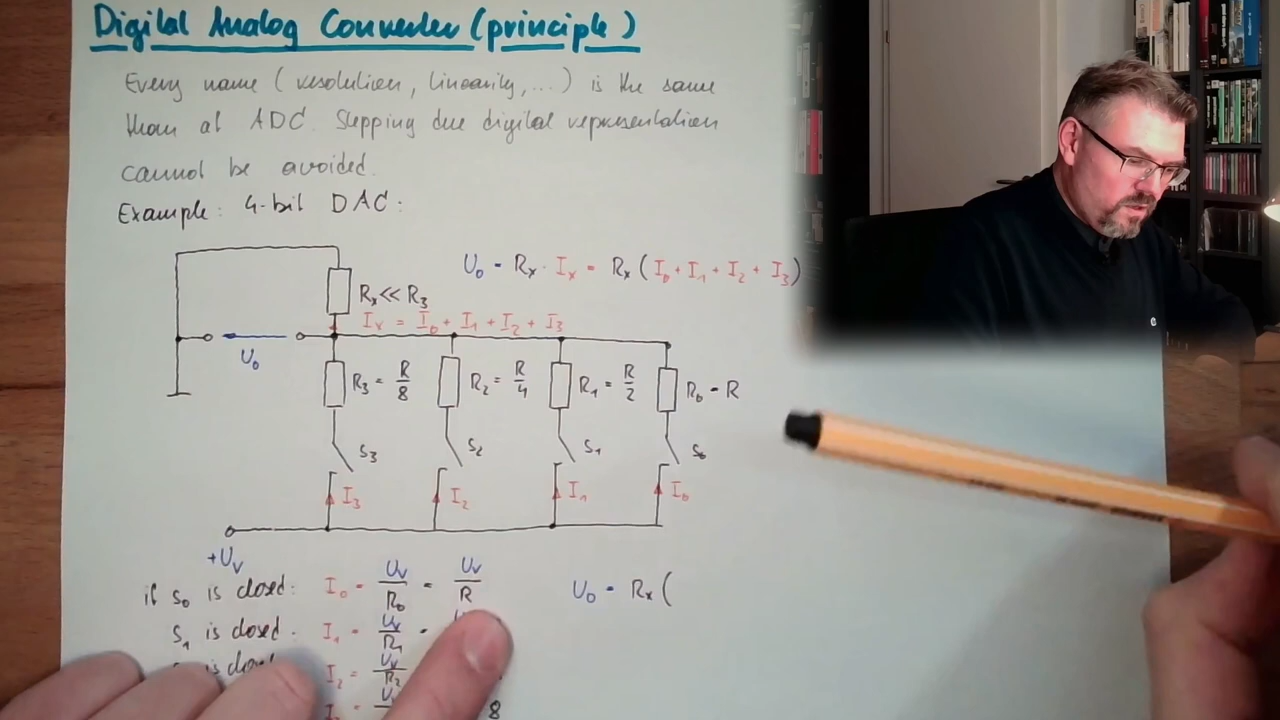 Digital Analog Converter (principle)
Every name (resolution, linearity, ...) is the same
than at ADC. Stepping due digital representation
cannot be avoided.
Example: 4-bit DAC:
U₀ = Rₓ · Iₓ = Rₓ (I₀ + I₁ + I₂ + I₃)
Rₓ << R₃
Iₓ = I₀ + I₁ + I₂ + I₃
U₀
R₃ = R/8
R₂ = R/4
R₁ = R/2
R₀ = R
S₃
S₂
S₁
S₀
I₃
I₂
I₁
I₀
+Uᵥ
if S₀ is closed: I₀ = Uᵥ/R₀ = Uᵥ/R
U₀ = Rₓ (
S₁ is closed: I₁ = Uᵥ/R₁ =
is closed I₂ = Uᵥ/R₂
8